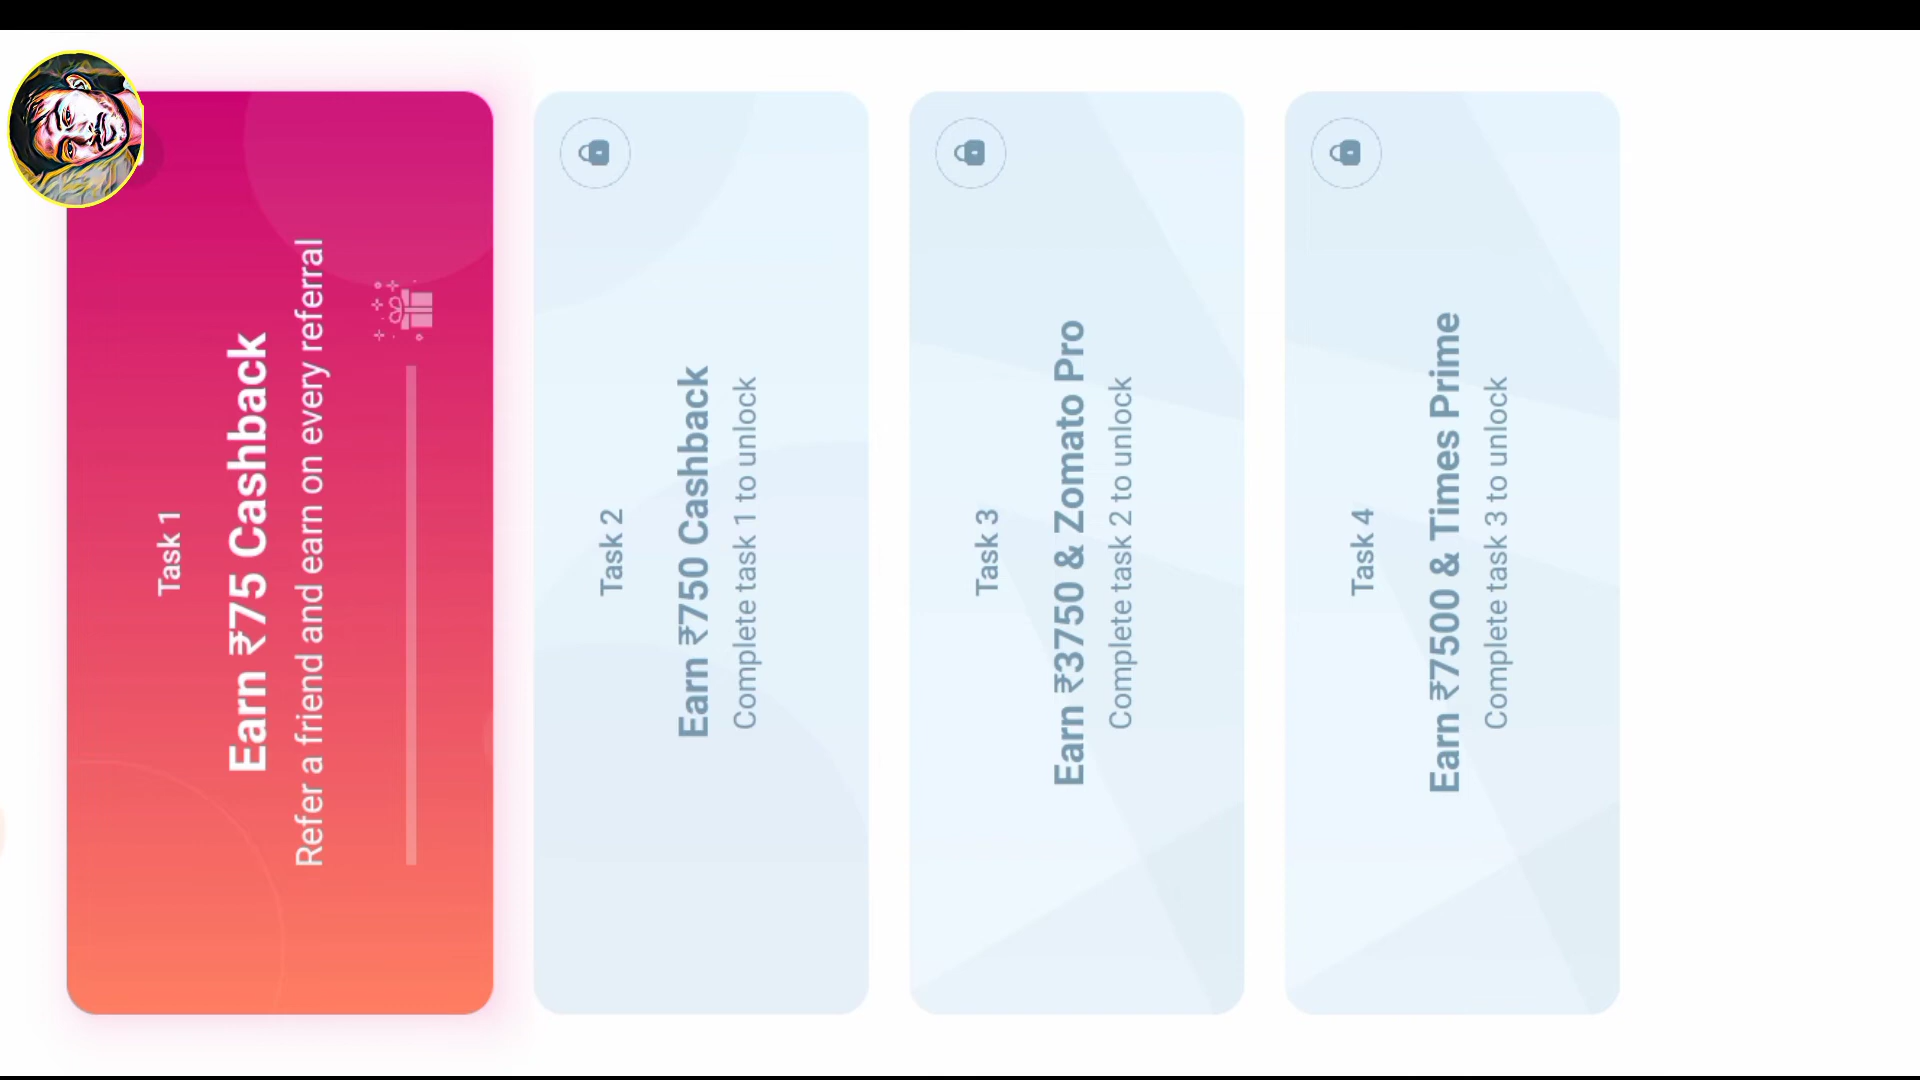 Task 1
Earn ₹75 Cashback
Refer a friend and earn on every referral
Task 2
Earn ₹750 Cashback
Complete task 1 to unlock
Task 3
Earn ₹3750 & Zomato Pro
Complete task 2 to unlock
Task 4
Earn ₹7500 & Times Prime
Complete task 3 to unlock